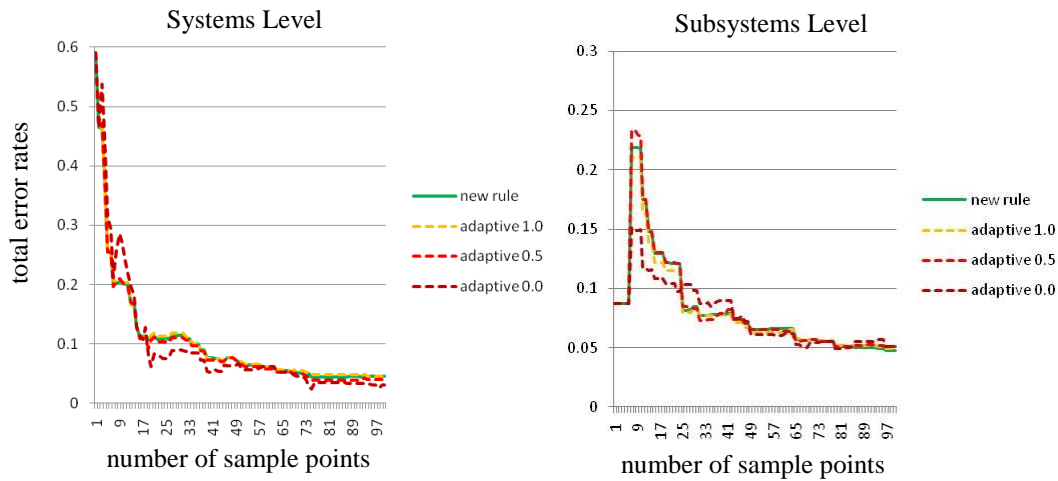 Systems Level
0.6
0.5
0.4
0.3
0.2
0.1
0
total error rates
1 9 17 25 33 41 49 57 65 73 81 89 97
number of sample points
new rule
adaptive 1.0
adaptive 0.5
adaptive 0.0
Subsystems Level
0.3
0.25
0.2
0.15
0.1
0.05
0
1 9 17 25 33 41 49 57 65 73 81 89 97
number of sample points
new rule
adaptive 1.0
adaptive 0.5
adaptive 0.0